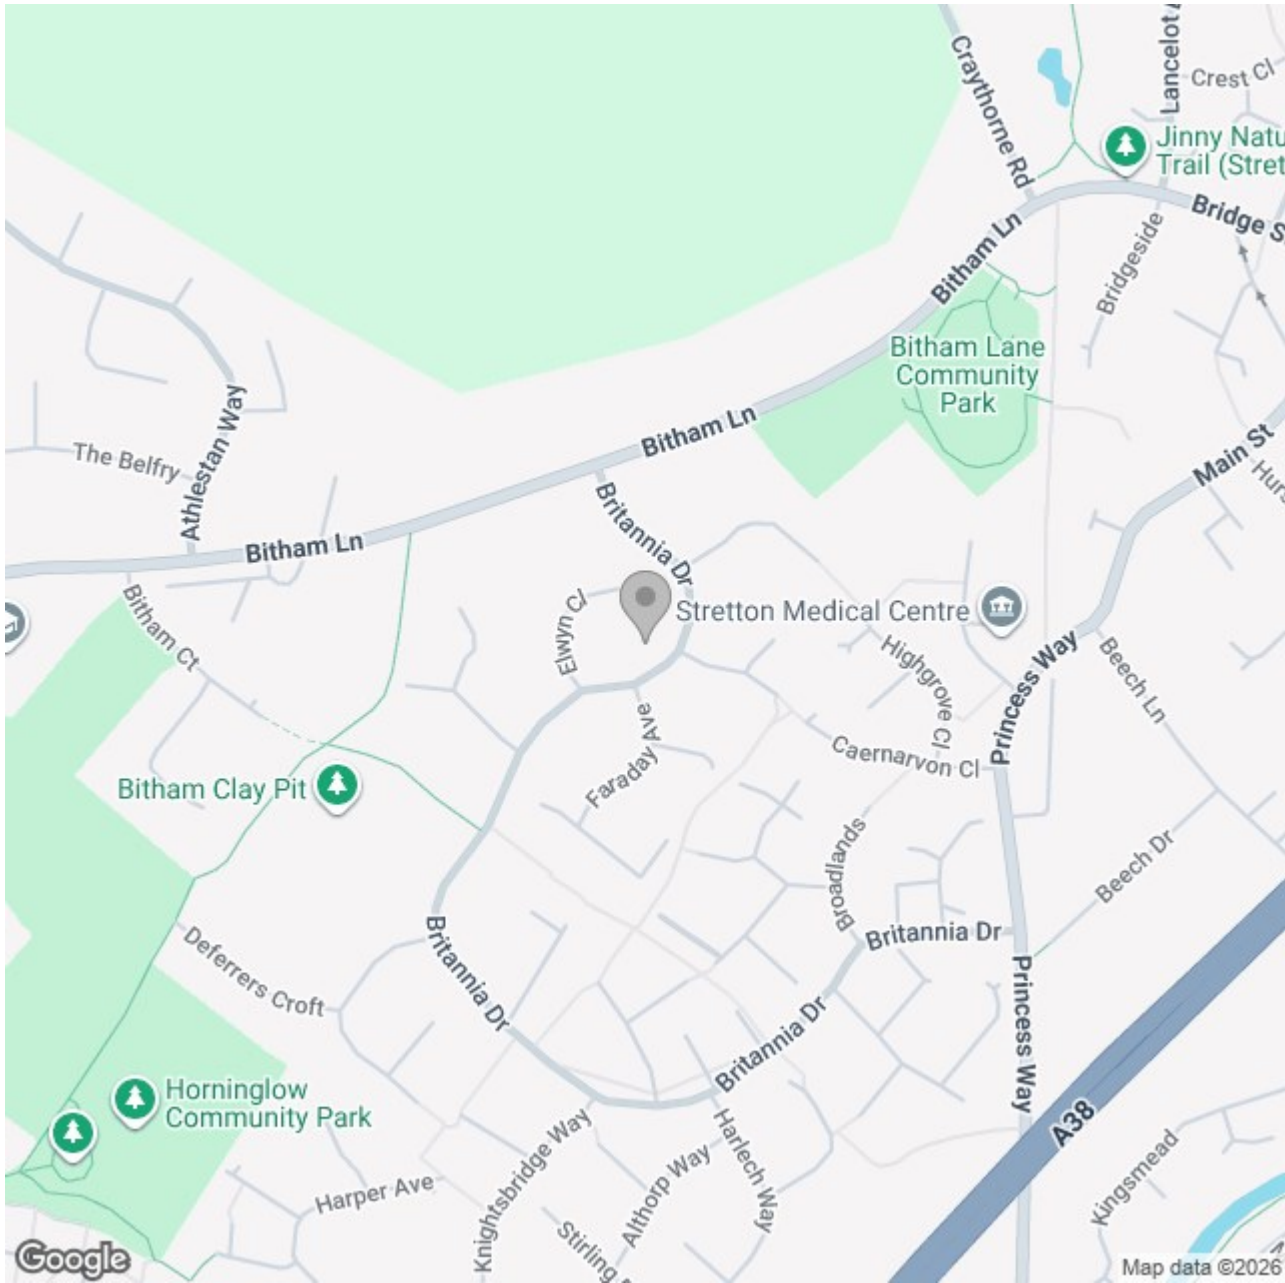 Craythorne Rd
Lancelot
Crest Cl
Jinny Natu
Trail (Stret
Bridge S
Bitham Ln
Bridgeside
Bitham Lane
Community
Park
Athlestan Way
The Belfry
Bitham Ln
Main St
Hurs
Britannia Dr
Bitham Ln
Bitham Ct
Elwyn Cl
Stretton Medical Centre
Highgrove Cl
Princess Way
Beech Ln
Faraday Ave
Caernarvon Cl
Bitham Clay Pit
Broadlands
Beech Dr
Britannia Dr
Deferrers Croft
Britannia Dr
Princess Way
Britannia Dr
Horninglow
Community Park
A38
Knightsbridge Way
Harlech Way
Althorp Way
Kingsmead
Harper Ave
Stirling
Google
Map data ©2026